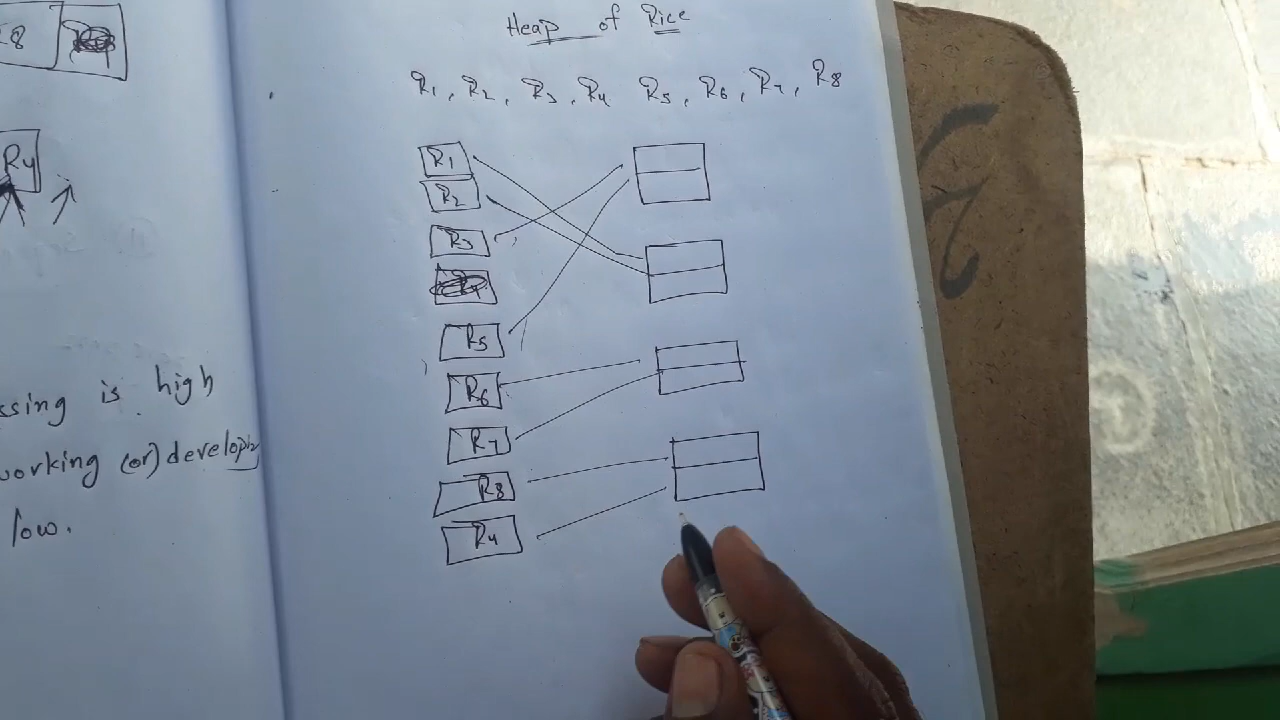 Heap of Rice
R1, R2, R3, R4 R5, R6, R7, R8
R1
R2
R3
R5
R6
R7
R8
R4
R4
is high
working (or) develop
low.